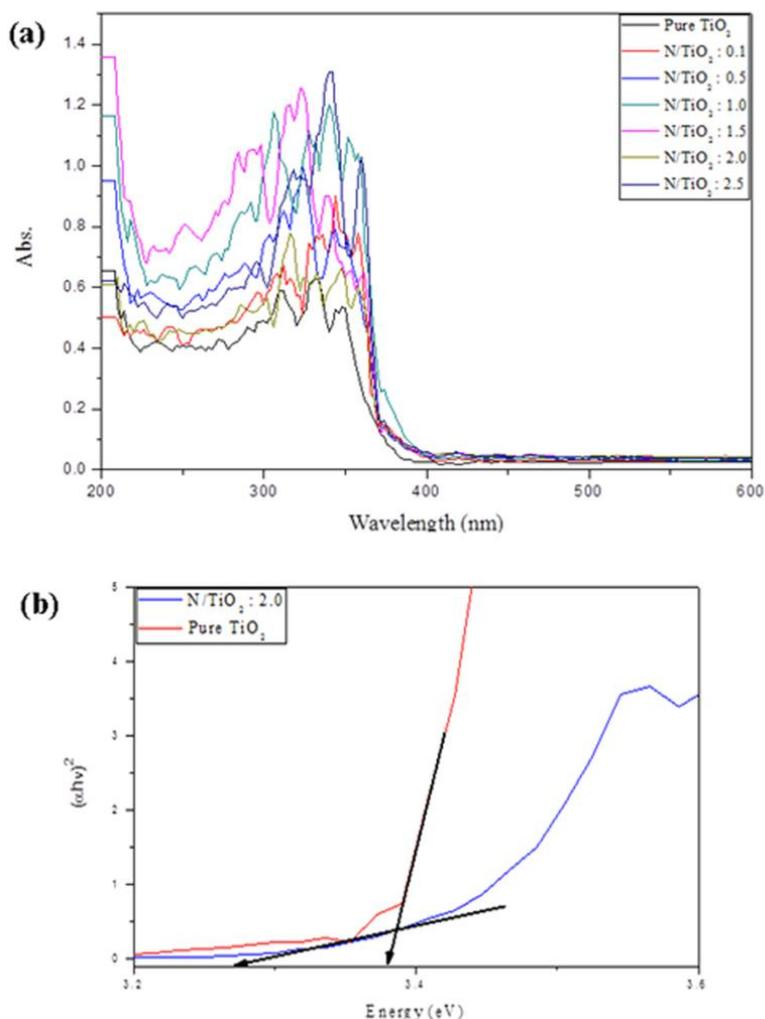 (a)
1.4
1.2
1.0
0.8
0.6
0.4
0.2
0.0
Abs.
200
300
400
500
600
Wavelength (nm)
Pure TiO₂
N/TiO₂ : 0.1
N/TiO₂ : 0.5
N/TiO₂ : 1.0
N/TiO₂ : 1.5
N/TiO₂ : 2.0
N/TiO₂ : 2.5
(b)
N/TiO₂ : 2.0
Pure TiO₂
5
4
3
2
1
0
(αhν)²
3.2
3.4
3.6
Energy (eV)